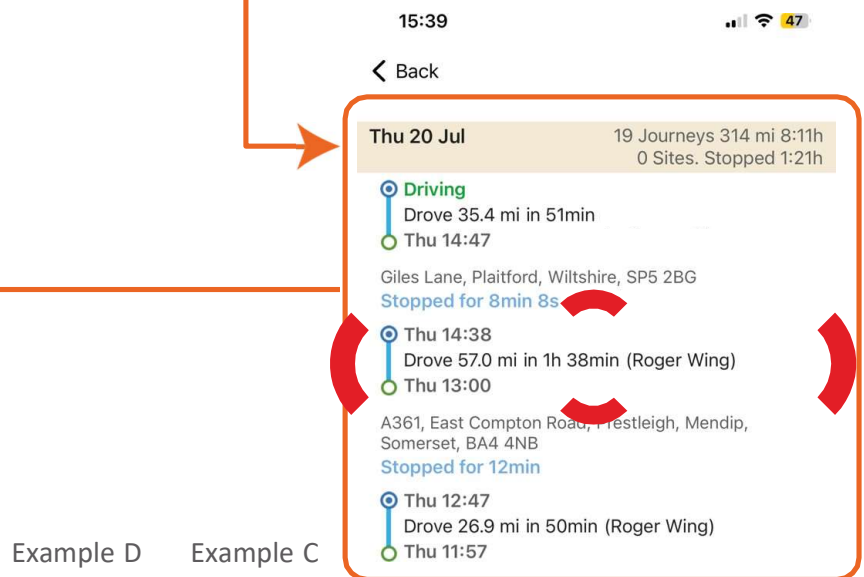 15:39
47
Back
Thu 20 Jul
19 Journeys 314 mi 8:11h
0 Sites. Stopped 1:21h
Driving
Drove 35.4 mi in 51min
Thu 14:47
Giles Lane, Plaitford, Wiltshire, SP5 2BG
Stopped for 8min 8s
Thu 14:38
Drove 57.0 mi in 1h 38min (Roger Wing)
Thu 13:00
A361, East Compton Road, Prestleigh, Mendip,
Somerset, BA4 4NB
Stopped for 12min
Thu 12:47
Drove 26.9 mi in 50min (Roger Wing)
Thu 11:57
Example D
Example C